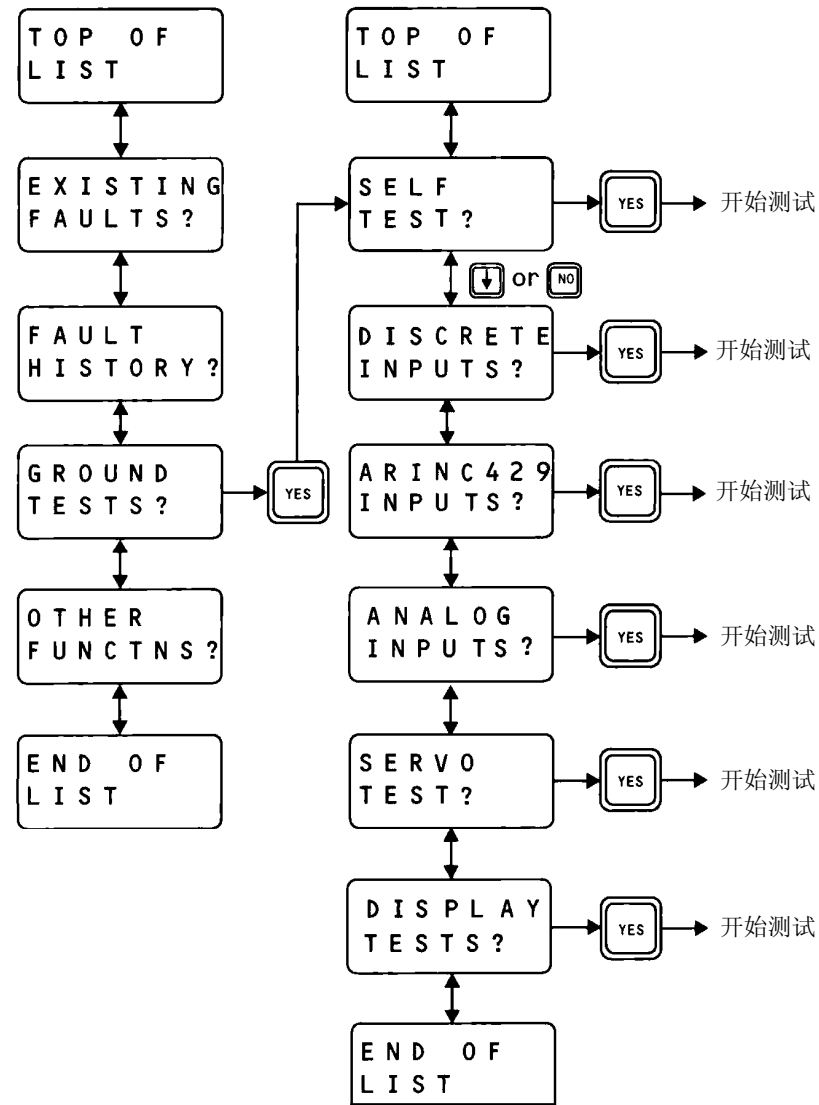 TOP OF
LIST
EXISTING
FAULTS?
FAULT
HISTORY?
GROUND
TESTS?
YES
OTHER
FUNCTNS?
END OF
LIST
TOP OF
LIST
SELF
TEST?
YES
开始测试
↓ or NO
DISCRETE
INPUTS?
YES
开始测试
ARINC429
INPUTS?
YES
开始测试
ANALOG
INPUTS?
YES
开始测试
SERVO
TEST?
YES
开始测试
DISPLAY
TESTS?
YES
开始测试
END OF
LIST